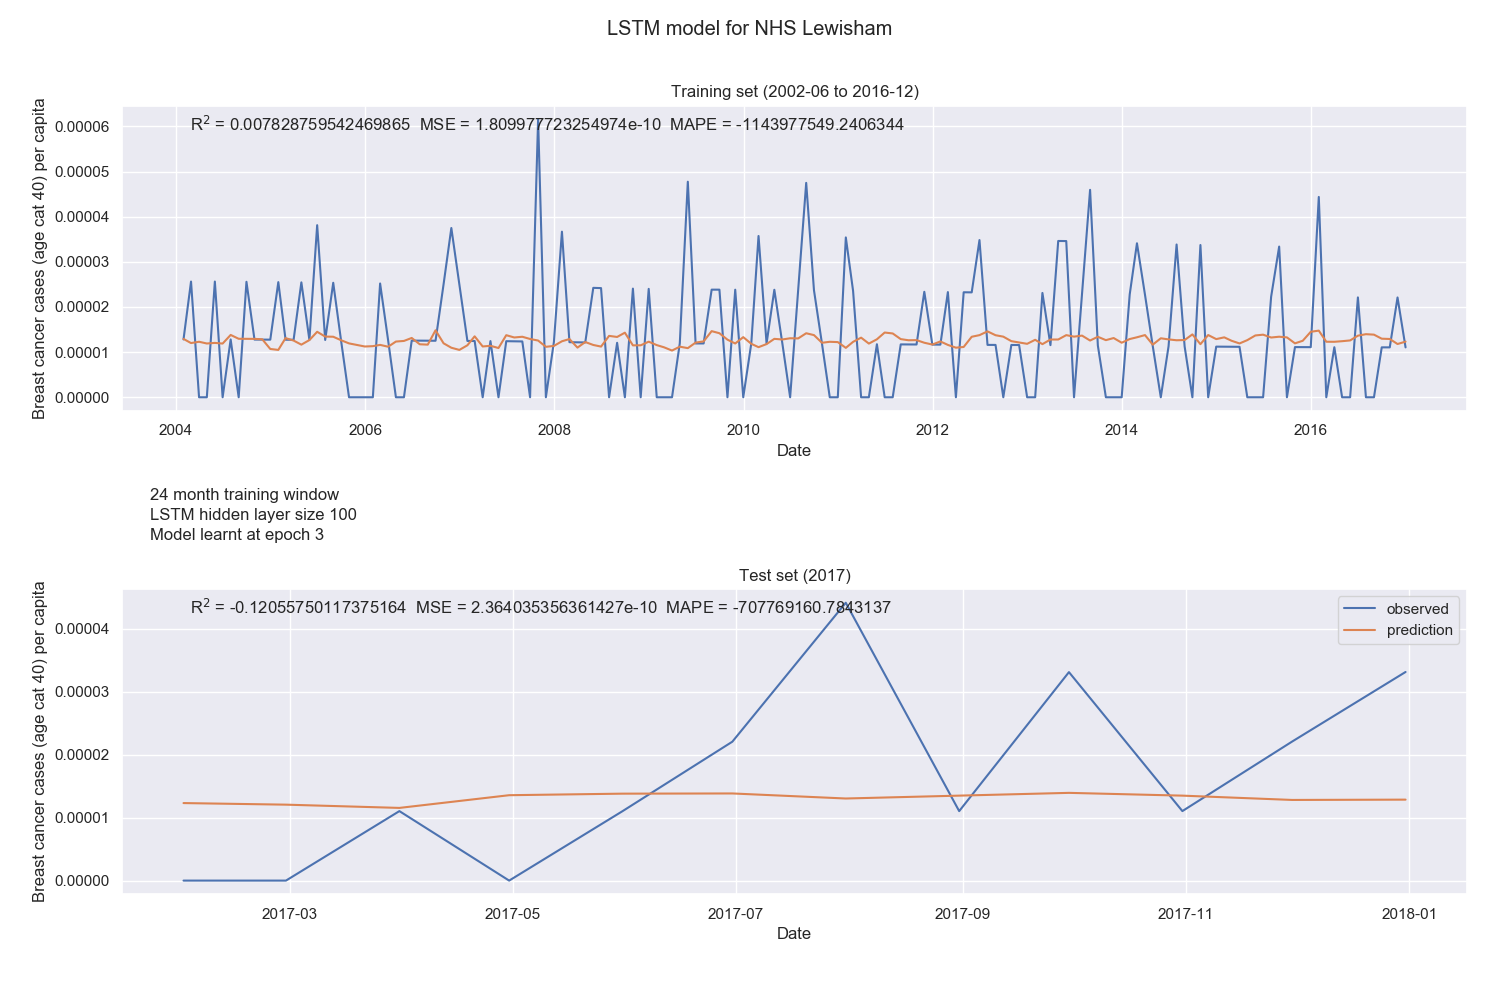 LSTM model for NHS Lewisham
Training set (2002-06 to 2016-12)
R² = 0.007828759542469865 MSE = 1.809977723254974e-10 MAPE = -1143977549.2406344
Breast cancer cases (age cat 40) per capita
0.00006
0.00005
0.00004
0.00003
0.00002
0.00001
0.00000
2004 2006 2008 2010 2012 2014 2016
Date
24 month training window
LSTM hidden layer size 100
Model learnt at epoch 3
Test set (2017)
R² = -0.12055750117375164 MSE = 2.364035356361427e-10 MAPE = -707769160.7843137
observed
prediction
Breast cancer cases (age cat 40) per capita
0.00004
0.00003
0.00002
0.00001
0.00000
2017-03 2017-05 2017-07 2017-09 2017-11 2018-01
Date